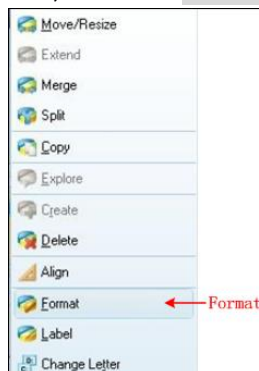 Move/Resize
Extend
Merge
Split
Copy
Explore
Create
Delete
Align
Format Format
Label
Change Letter